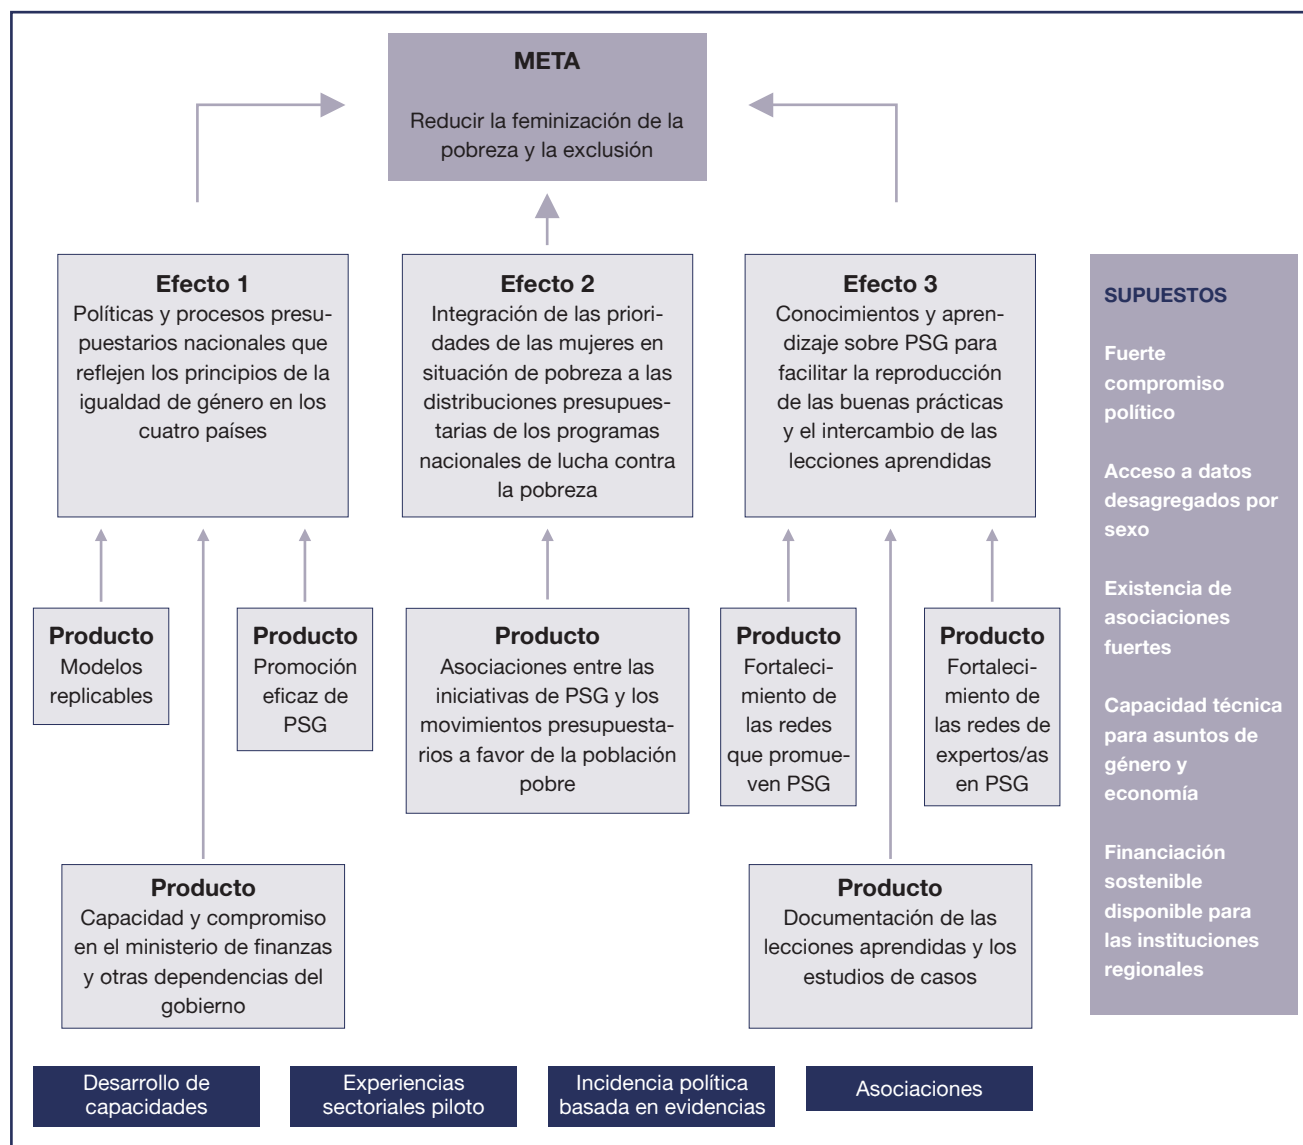 META
Reducir la feminización de la
pobreza y la exclusión
Efecto 1
Políticas y procesos presu-
puestarios nacionales que
reflejen los principios de la
igualdad de género en los
cuatro países
Efecto 2
Integración de las priori-
dades de las mujeres en
situación de pobreza a las
distribuciones presupues-
tarias de los programas
nacionales de lucha contra
la pobreza
Efecto 3
Conocimientos y apren-
dizaje sobre PSG para
facilitar la reproducción
de las buenas prácticas
y el intercambio de las
lecciones aprendidas
Producto
Modelos
replicables
Producto
Promoción
eficaz de
PSG
Producto
Asociaciones entre las
iniciativas de PSG y los
movimientos presupuesta-
rios a favor de la población
pobre
Producto
Fortaleci-
miento de
las redes
que promue-
ven PSG
Producto
Fortaleci-
miento de
las redes de
expertos/as
en PSG
Producto
Capacidad y compromiso
en el ministerio de finanzas
y otras dependencias del
gobierno
Producto
Documentación de las
lecciones aprendidas y los
estudios de casos
SUPUESTOS
Fuerte
compromiso
político
Acceso a datos
desagregados por
sexo
Existencia de
asociaciones
fuertes
Capacidad técnica
para asuntos de
género y
economía
Financiación
sostenible
disponible para
las instituciones
regionales
Desarrollo de
capacidades
Experiencias
sectoriales piloto
Incidencia política
basada en evidencias
Asociaciones